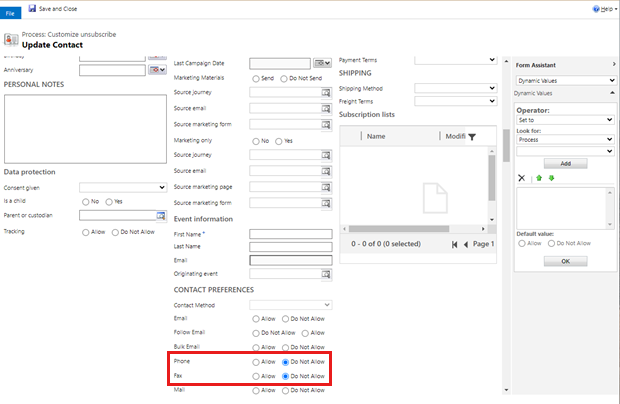 File
Save and Close
Help
Process: Customize unsubscribe
Update Contact
Anniversary
PERSONAL NOTES
Data protection
Consent given
Is a child
No
Yes
Parent or custodian
Tracking
Allow
Do Not Allow
Last Campaign Date
Marketing Materials
Send
Do Not Send
Source Journey
Source email
Source marketing form
Marketing only
No
Yes
Source journey
Source email
Source marketing page
Source marketing form
Event information
First Name *
Last Name
Email
Originating event
CONTACT PREFERENCES
Contact Method
Email
Allow
Do Not Allow
Follow Email
Do Not Allow
Allow
Bulk Email
Allow
Do Not Allow
Phone
Allow
Do Not Allow
Fax
Allow
Do Not Allow
Mail
Allow
Do Not Allow
Payment Terms
SHIPPING
Shipping Method
Freight Terms
Subscription lists
Name
Modifi
0 - 0 of 0 (0 selected)
Page 1
Form Assistant
Dynamic Values
Dynamic Values
Operator:
Set to
Look for:
Process
Add
Default value:
Allow
Do Not Allow
OK